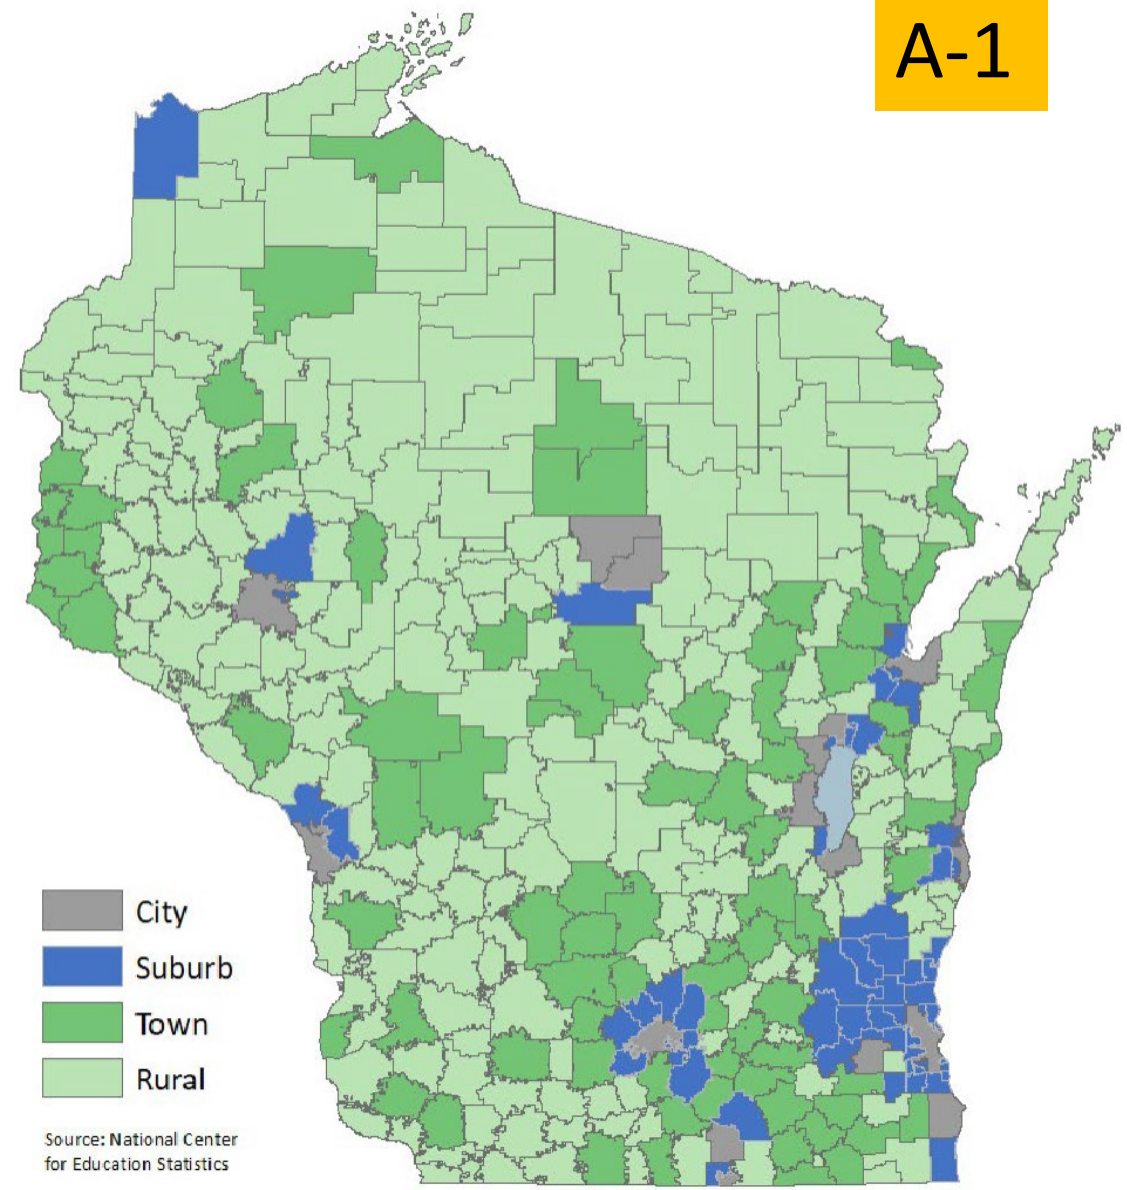 A-1
City
Suburb
Town
Rural
Source: National Center
for Education Statistics